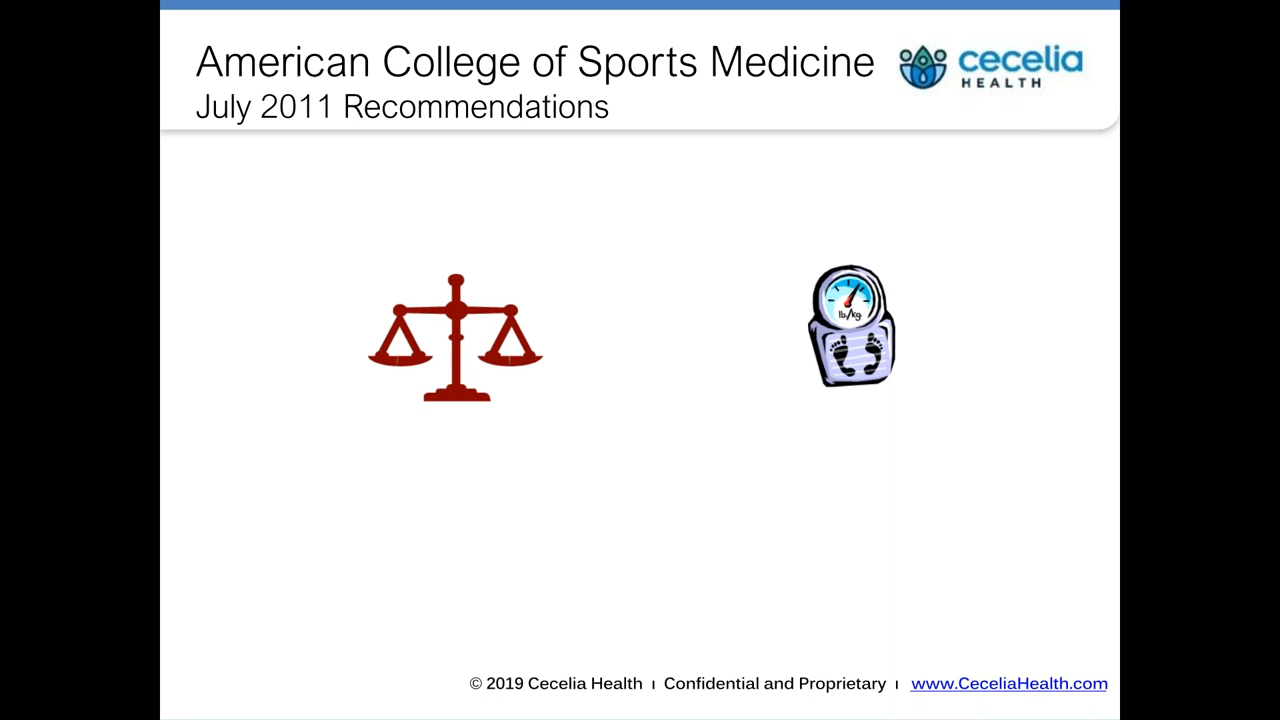 American College of Sports Medicine
cecelia
HEALTH
July 2011 Recommendations
lb/kg
© 2019 Cecelia Health ı Confidential and Proprietary ı www.CeceliaHealth.com